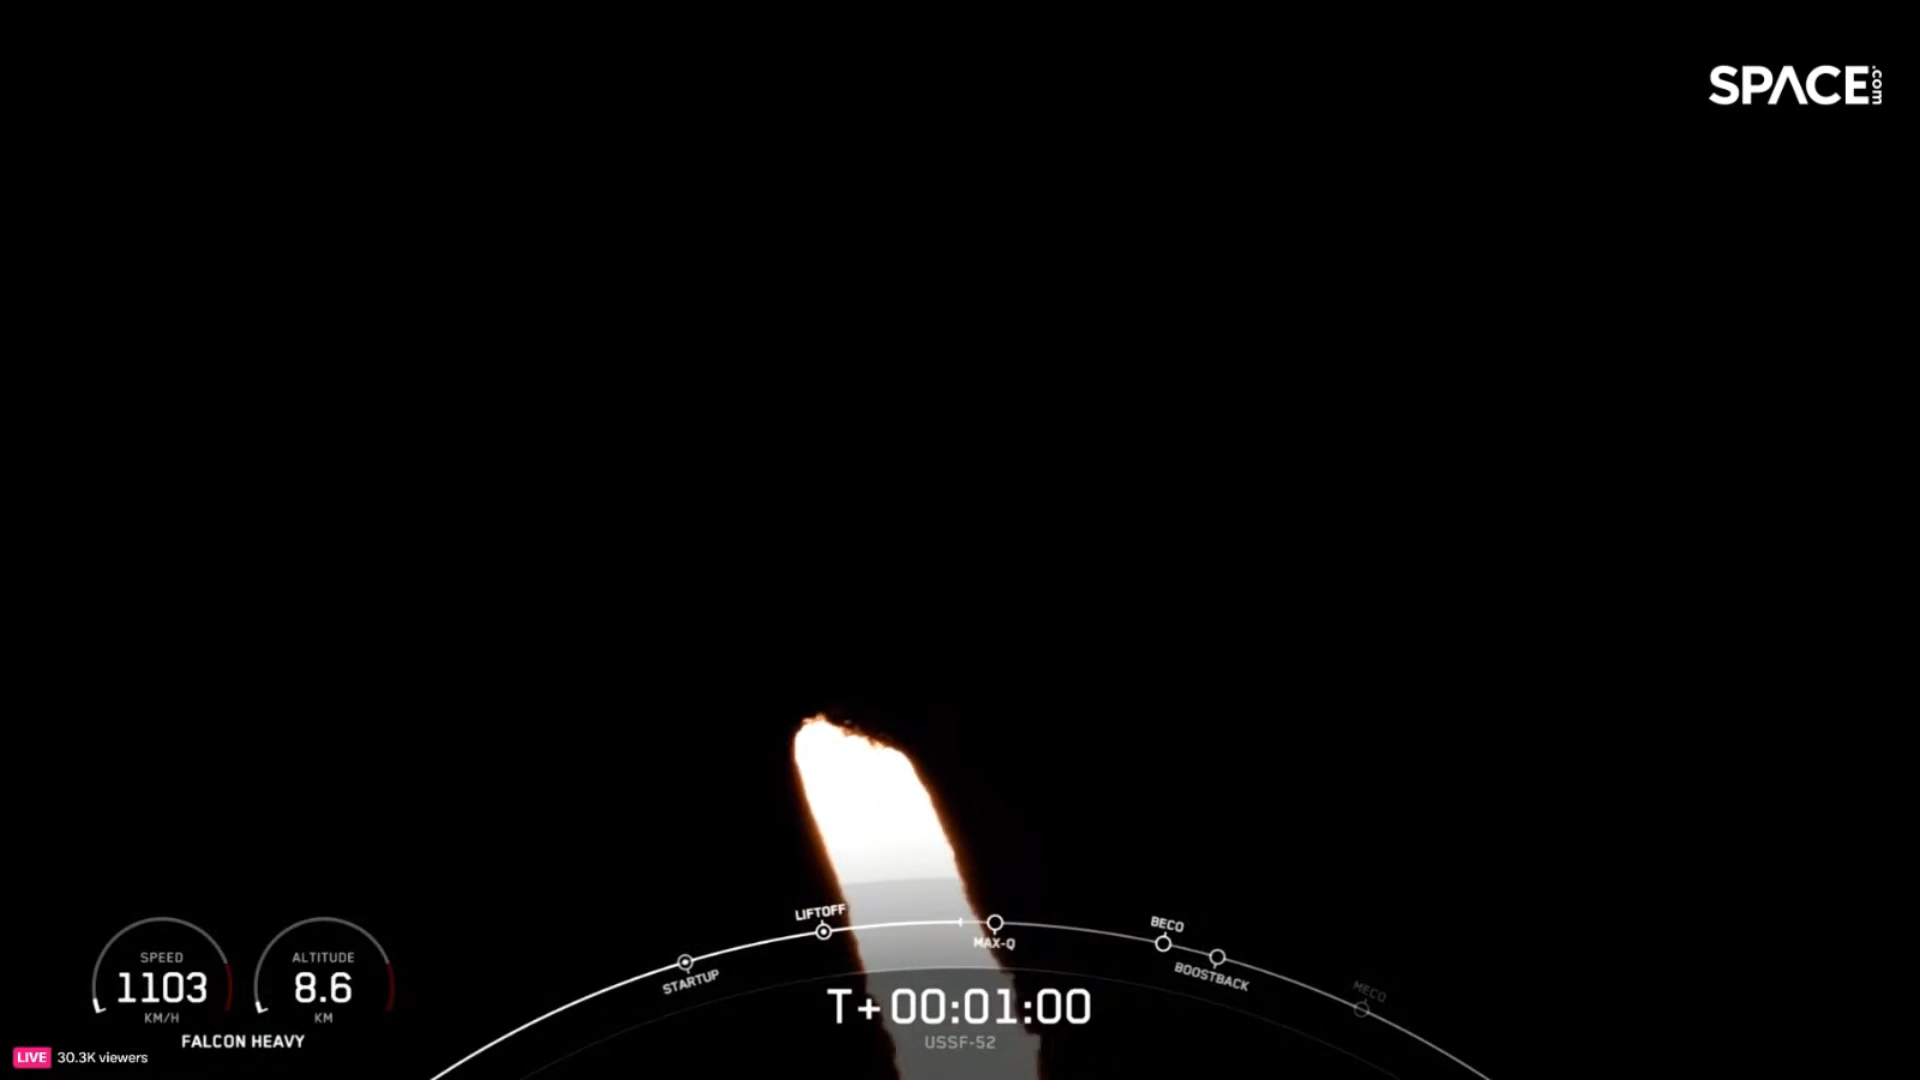 SPACE.com
LIFTOFF
BECO
MAX-Q
STARTUP
BOOSTBACK
MECO
SPEED
1103
KM/H
ALTITUDE
8.6
KM
FALCON HEAVY
T+00:01:00
USSF-52
LIVE 30.3K viewers